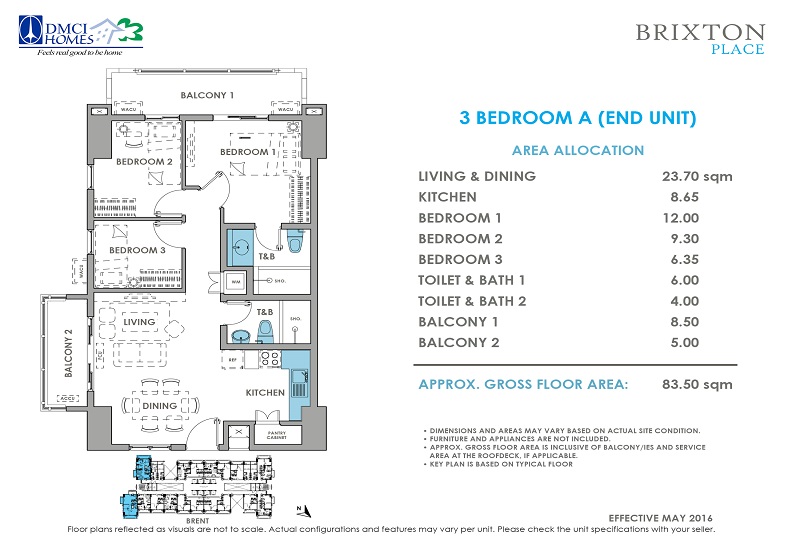 DMCI
HOMES
Feels real good to be home
BRIXTON
PLACE
BALCONY 1
WACU
WACU
BEDROOM 2
BEDROOM 1
BEDROOM 3
T&B
WACU
WM
SHO.
LIVING
T&B
SHO.
BALCONY 2
FCU
REF
KITCHEN
ACCU
DINING
PANTRY
CABINET
BRENT
N
3 BEDROOM A (END UNIT)
AREA ALLOCATION
LIVING & DINING 23.70 sqm
KITCHEN 8.65
BEDROOM 1 12.00
BEDROOM 2 9.30
BEDROOM 3 6.35
TOILET & BATH 1 6.00
TOILET & BATH 2 4.00
BALCONY 1 8.50
BALCONY 2 5.00
APPROX. GROSS FLOOR AREA: 83.50 sqm
• DIMENSIONS AND AREAS MAY VARY BASED ON ACTUAL SITE CONDITION.
• FURNITURE AND APPLIANCES ARE NOT INCLUDED.
• APPROX. GROSS FLOOR AREA IS INCLUSIVE OF BALCONY/IES AND SERVICE
AREA AT THE ROOFDECK, IF APPLICABLE.
• KEY PLAN IS BASED ON TYPICAL FLOOR
EFFECTIVE MAY 2016
Floor plans reflected as visuals are not to scale. Actual configurations and features may vary per unit. Please check the unit specifications with your seller.